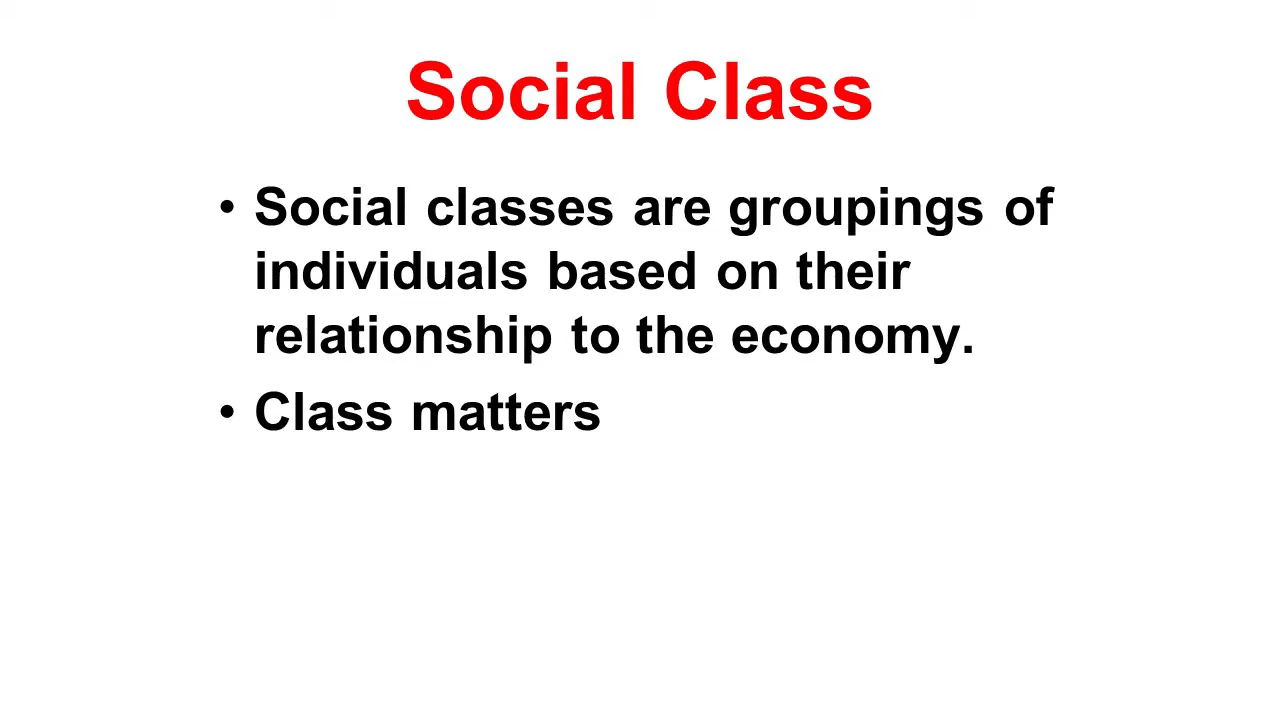 Social Class
• Social classes are groupings of
individuals based on their
relationship to the economy.
• Class matters